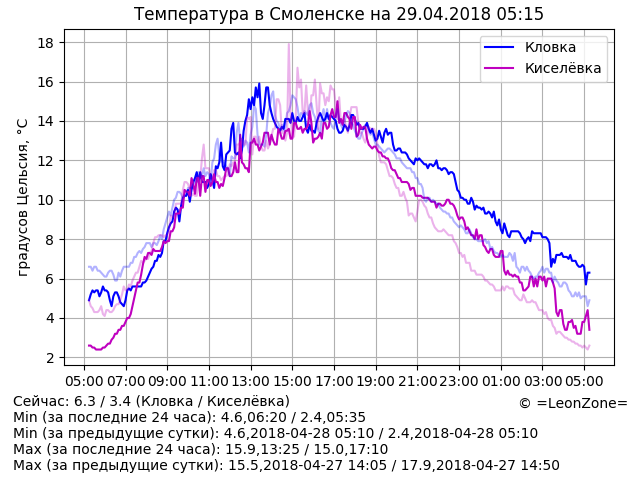 Температура в Смоленске на 29.04.2018 05:15
Кловка
Киселёвка
градусов Цельсия, °C
18
16
14
12
10
8
6
4
2
05:00 07:00 09:00 11:00 13:00 15:00 17:00 19:00 21:00 23:00 01:00 03:00 05:00
Сейчас: 6.3 / 3.4 (Кловка / Киселёвка)
© =LeonZone=
Min (за последние 24 часа): 4.6,06:20 / 2.4,05:35
Min (за предыдущие сутки): 4.6,2018-04-28 05:10 / 2.4,2018-04-28 05:10
Max (за последние 24 часа): 15.9,13:25 / 15.0,17:10
Max (за предыдущие сутки): 15.5,2018-04-27 14:05 / 17.9,2018-04-27 14:50